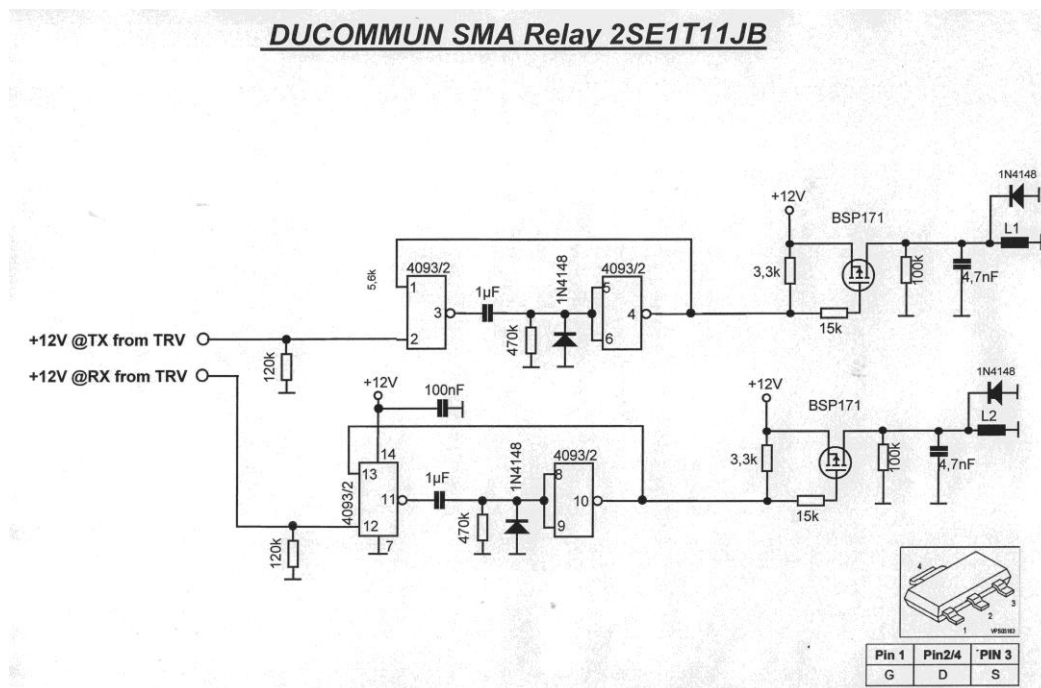 DUCOMMUN SMA Relay 2SE1T11JB
1N4148
+12V
BSP171
L1
4093/2
1µF
1N4148
4093/2
5,6k
1
3
2
5
4
6
470k
3,3k
15k
100k
4,7nF
+12V @TX from TRV
120k
+12V @RX from TRV
+12V
100nF
1N4148
+12V
BSP171
L2
14
13
4093/2
11
12
7
1µF
1N4148
4093/2
8
10
9
470k
3,3k
15k
100k
4,7nF
120k
4
3
2
1
VPS05163
Pin 1 Pin2/4 PIN 3
G D S